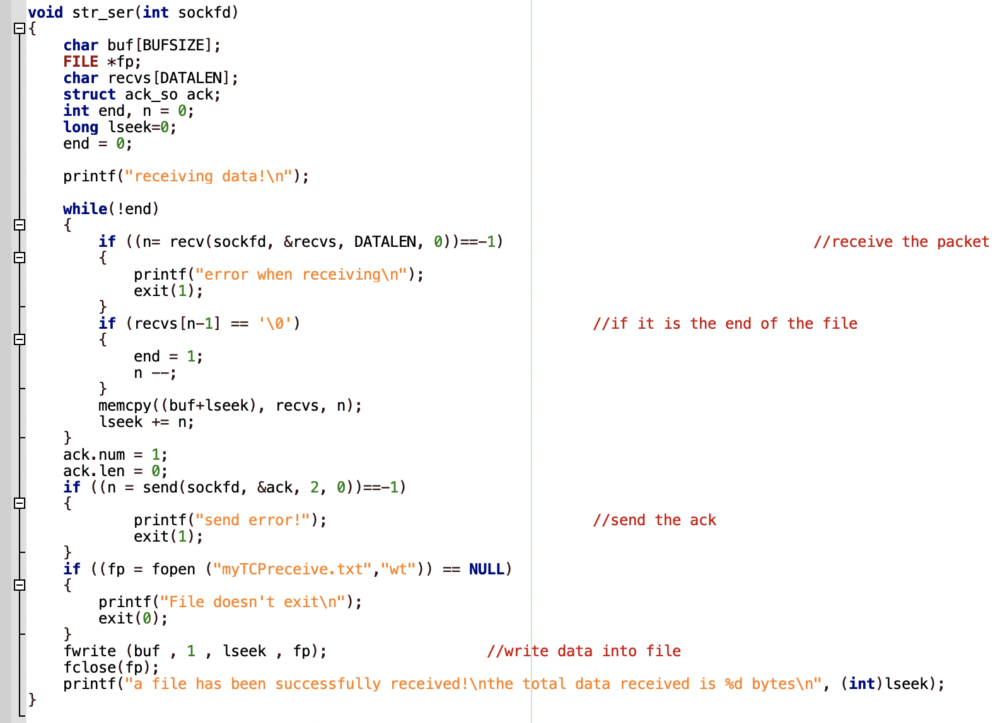 void str_ser(int sockfd)
{
    char buf[BUFSIZE];
    FILE *fp;
    char recvs[DATALEN];
    struct ack_so ack;
    int end, n = 0;
    long lseek=0;
    end = 0;

    printf("receiving data!\n");

    while(!end)
    {
        if ((n= recv(sockfd, &recvs, DATALEN, 0))==-1)                                   //receive the packet
        {
            printf("error when receiving\n");
            exit(1);
        }
        if (recvs[n-1] == '\0')                                 //if it is the end of the file
        {
            end = 1;
            n --;
        }
        memcpy((buf+lseek), recvs, n);
        lseek += n;
    }
    ack.num = 1;
    ack.len = 0;
    if ((n = send(sockfd, &ack, 2, 0))==-1)
    {
            printf("send error!");                              //send the ack
            exit(1);
    }
    if ((fp = fopen ("myTCPreceive.txt","wt")) == NULL)
    {
        printf("File doesn't exit\n");
        exit(0);
    }
    fwrite (buf , 1 , lseek , fp);                  //write data into file
    fclose(fp);
    printf("a file has been successfully received!\nthe total data received is %d bytes\n", (int)lseek);
}